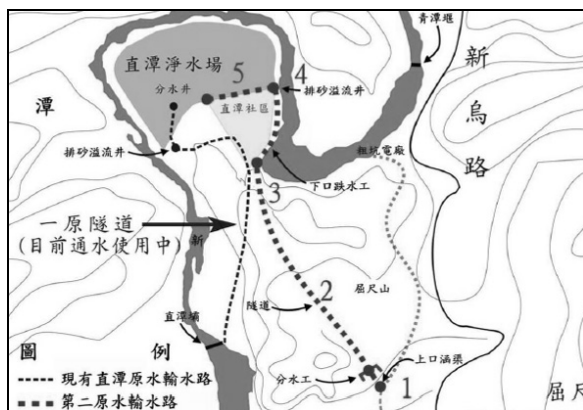 青潭堰
新烏路
直潭淨水場
分水井
5
4
排砂溢流井
直潭社區
潭
排砂溢流井
粗坑電廠
下口跌水工
3
一原隧道
(目前通水使用中)
新
屈尺山
2
隧道
直潭壩
圖 例
上口涵渠
分水工
1
現有直潭原水輸水路
第二原水輸水路
屈尺